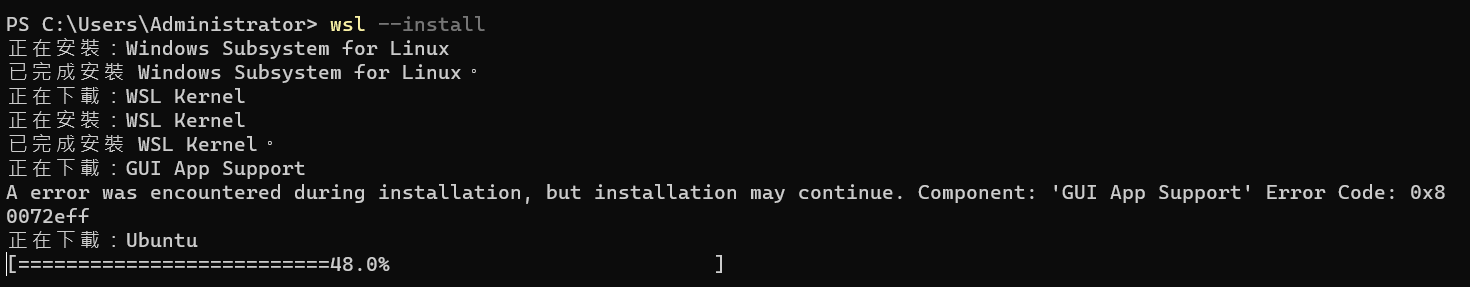 PS C:\Users\Administrator> wsl --install
正在安裝：Windows Subsystem for Linux
已完成安裝 Windows Subsystem for Linux。
正在下載：WSL Kernel
正在安裝：WSL Kernel
已完成安裝 WSL Kernel。
正在下載：GUI App Support
A error was encountered during installation, but installation may continue. Component: 'GUI App Support' Error Code: 0x8
0072eff
正在下載：Ubuntu
[==========================48.0%                           ]